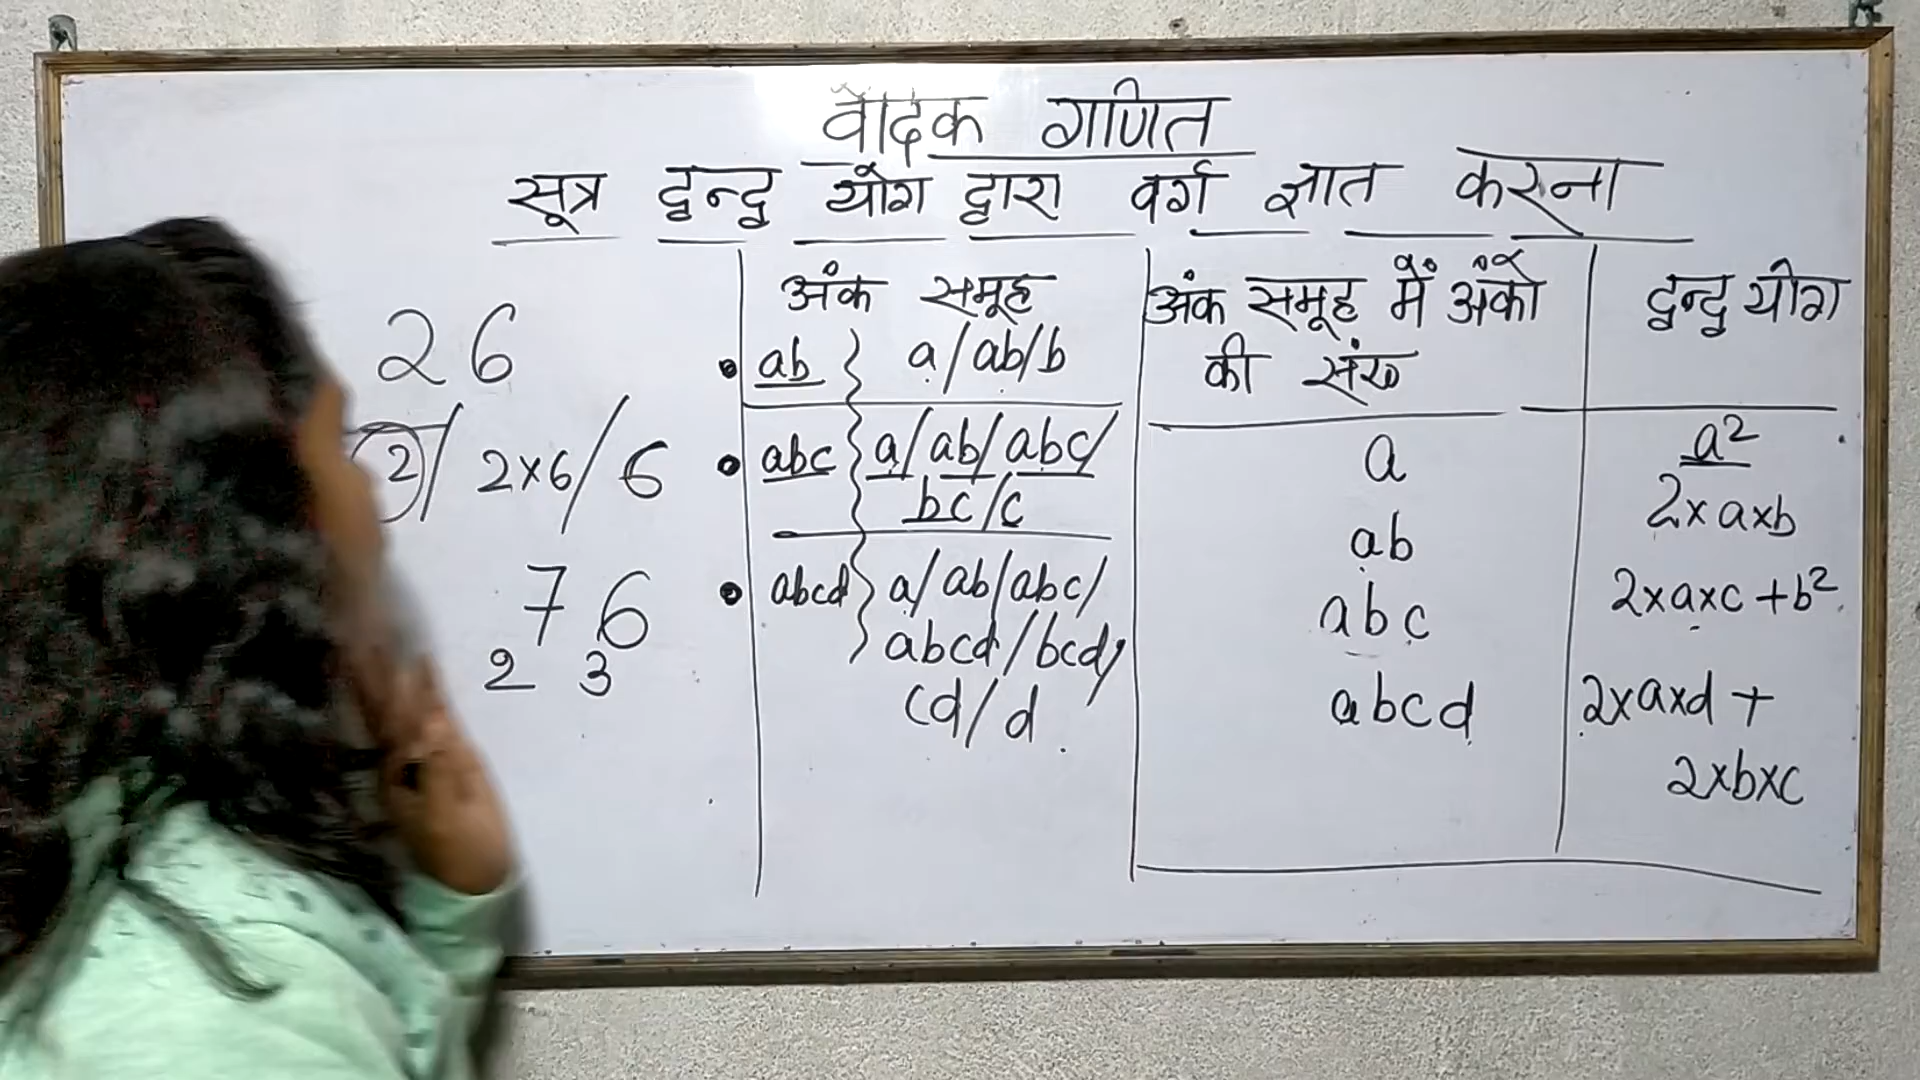 वैदिक गणित
सूत्र द्वन्द्व योग द्वारा वर्ग ज्ञात करना
26
2/ 2×6/ 6
76
2 3
अंक समूह
• ab } a/ab/b
• abc } a/ab/abc/
bc/c
• abcd } a/ab/abc/
abcd/bcd/
cd/d
अंक समूह में अंको
की संख्य
a
ab
abc
abcd
द्वन्द्व योग
a²
2×a×b
2×a×c+b²
2×a×d+
2×b×c